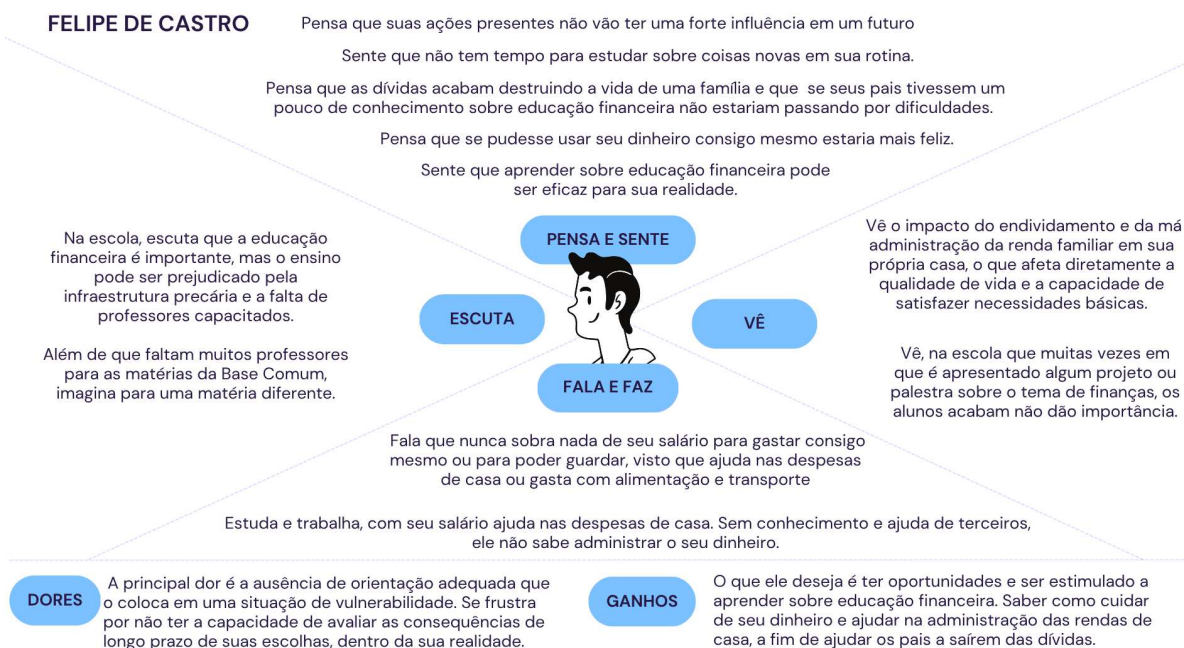 FELIPE DE CASTRO
Pensa que suas ações presentes não vão ter uma forte influência em um futuro
Sente que não tem tempo para estudar sobre coisas novas em sua rotina.
Pensa que as dívidas acabam destruindo a vida de uma família e que se seus pais tivessem um
pouco de conhecimento sobre educação financeira não estariam passando por dificuldades.
Pensa que se pudesse usar seu dinheiro consigo mesmo estaria mais feliz.
Sente que aprender sobre educação financeira pode
ser eficaz para sua realidade.
PENSA E SENTE
Na escola, escuta que a educação
financeira é importante, mas o ensino
pode ser prejudicado pela
infraestrutura precária e a falta de
professores capacitados.
Além de que faltam muitos professores
para as matérias da Base Comum,
imagina para uma matéria diferente.
ESCUTA
VÊ
Vê o impacto do endividamento e da má
administração da renda familiar em sua
própria casa, o que afeta diretamente a
qualidade de vida e a capacidade de
satisfazer necessidades básicas.
Vê, na escola que muitas vezes em
que é apresentado algum projeto ou
palestra sobre o tema de finanças, os
alunos acabam não dão importância.
FALA E FAZ
Fala que nunca sobra nada de seu salário para gastar consigo
mesmo ou para poder guardar, visto que ajuda nas despesas
de casa ou gasta com alimentação e transporte
Estuda e trabalha, com seu salário ajuda nas despesas de casa. Sem conhecimento e ajuda de terceiros,
ele não sabe administrar o seu dinheiro.
DORES
A principal dor é a ausência de orientação adequada que
o coloca em uma situação de vulnerabilidade. Se frustra
por não ter a capacidade de avaliar as consequências de
longo prazo de suas escolhas, dentro da sua realidade.
GANHOS
O que ele deseja é ter oportunidades e ser estimulado a
aprender sobre educação financeira. Saber como cuidar
de seu dinheiro e ajudar na administração das rendas de
casa, a fim de ajudar os pais a saírem das dívidas.